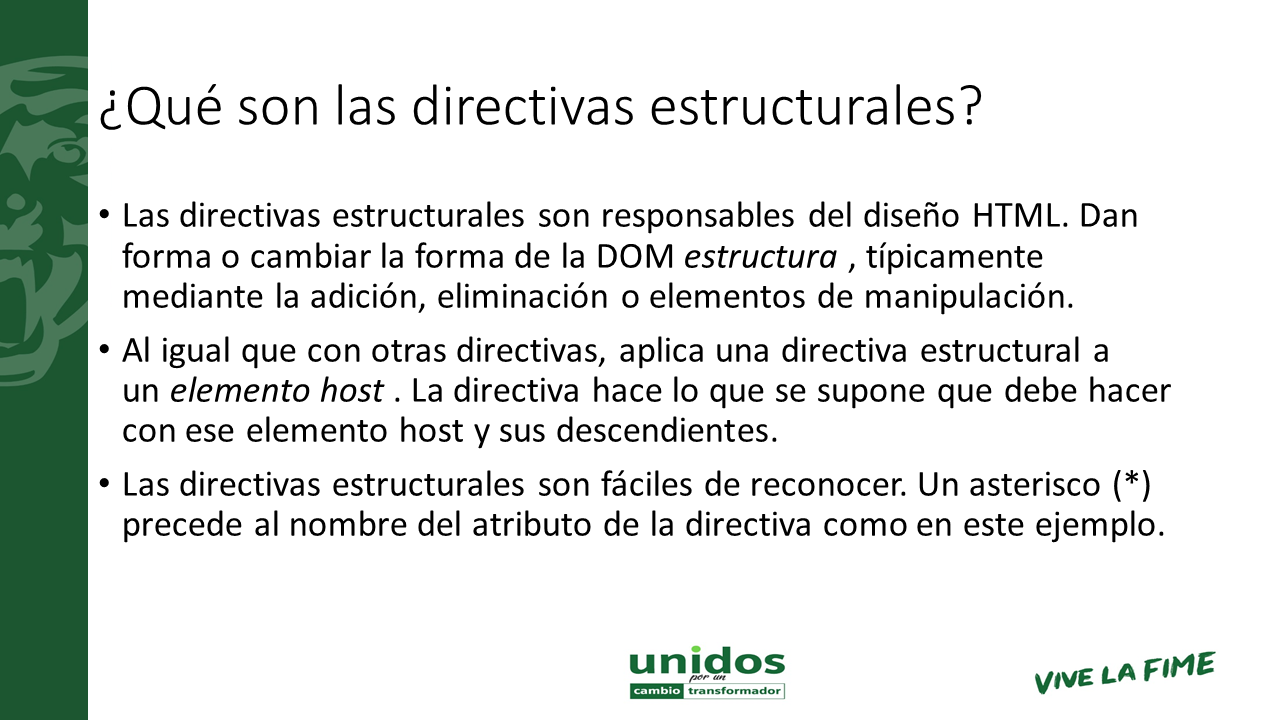 ¿Qué son las directivas estructurales?
• Las directivas estructurales son responsables del diseño HTML. Dan
forma o cambiar la forma de la DOM estructura , típicamente
mediante la adición, eliminación o elementos de manipulación.
• Al igual que con otras directivas, aplica una directiva estructural a
un elemento host . La directiva hace lo que se supone que debe hacer
con ese elemento host y sus descendientes.
• Las directivas estructurales son fáciles de reconocer. Un asterisco (*)
precede al nombre del atributo de la directiva como en este ejemplo.
unidos
por un
cambio transformador
VIVE LA FIME